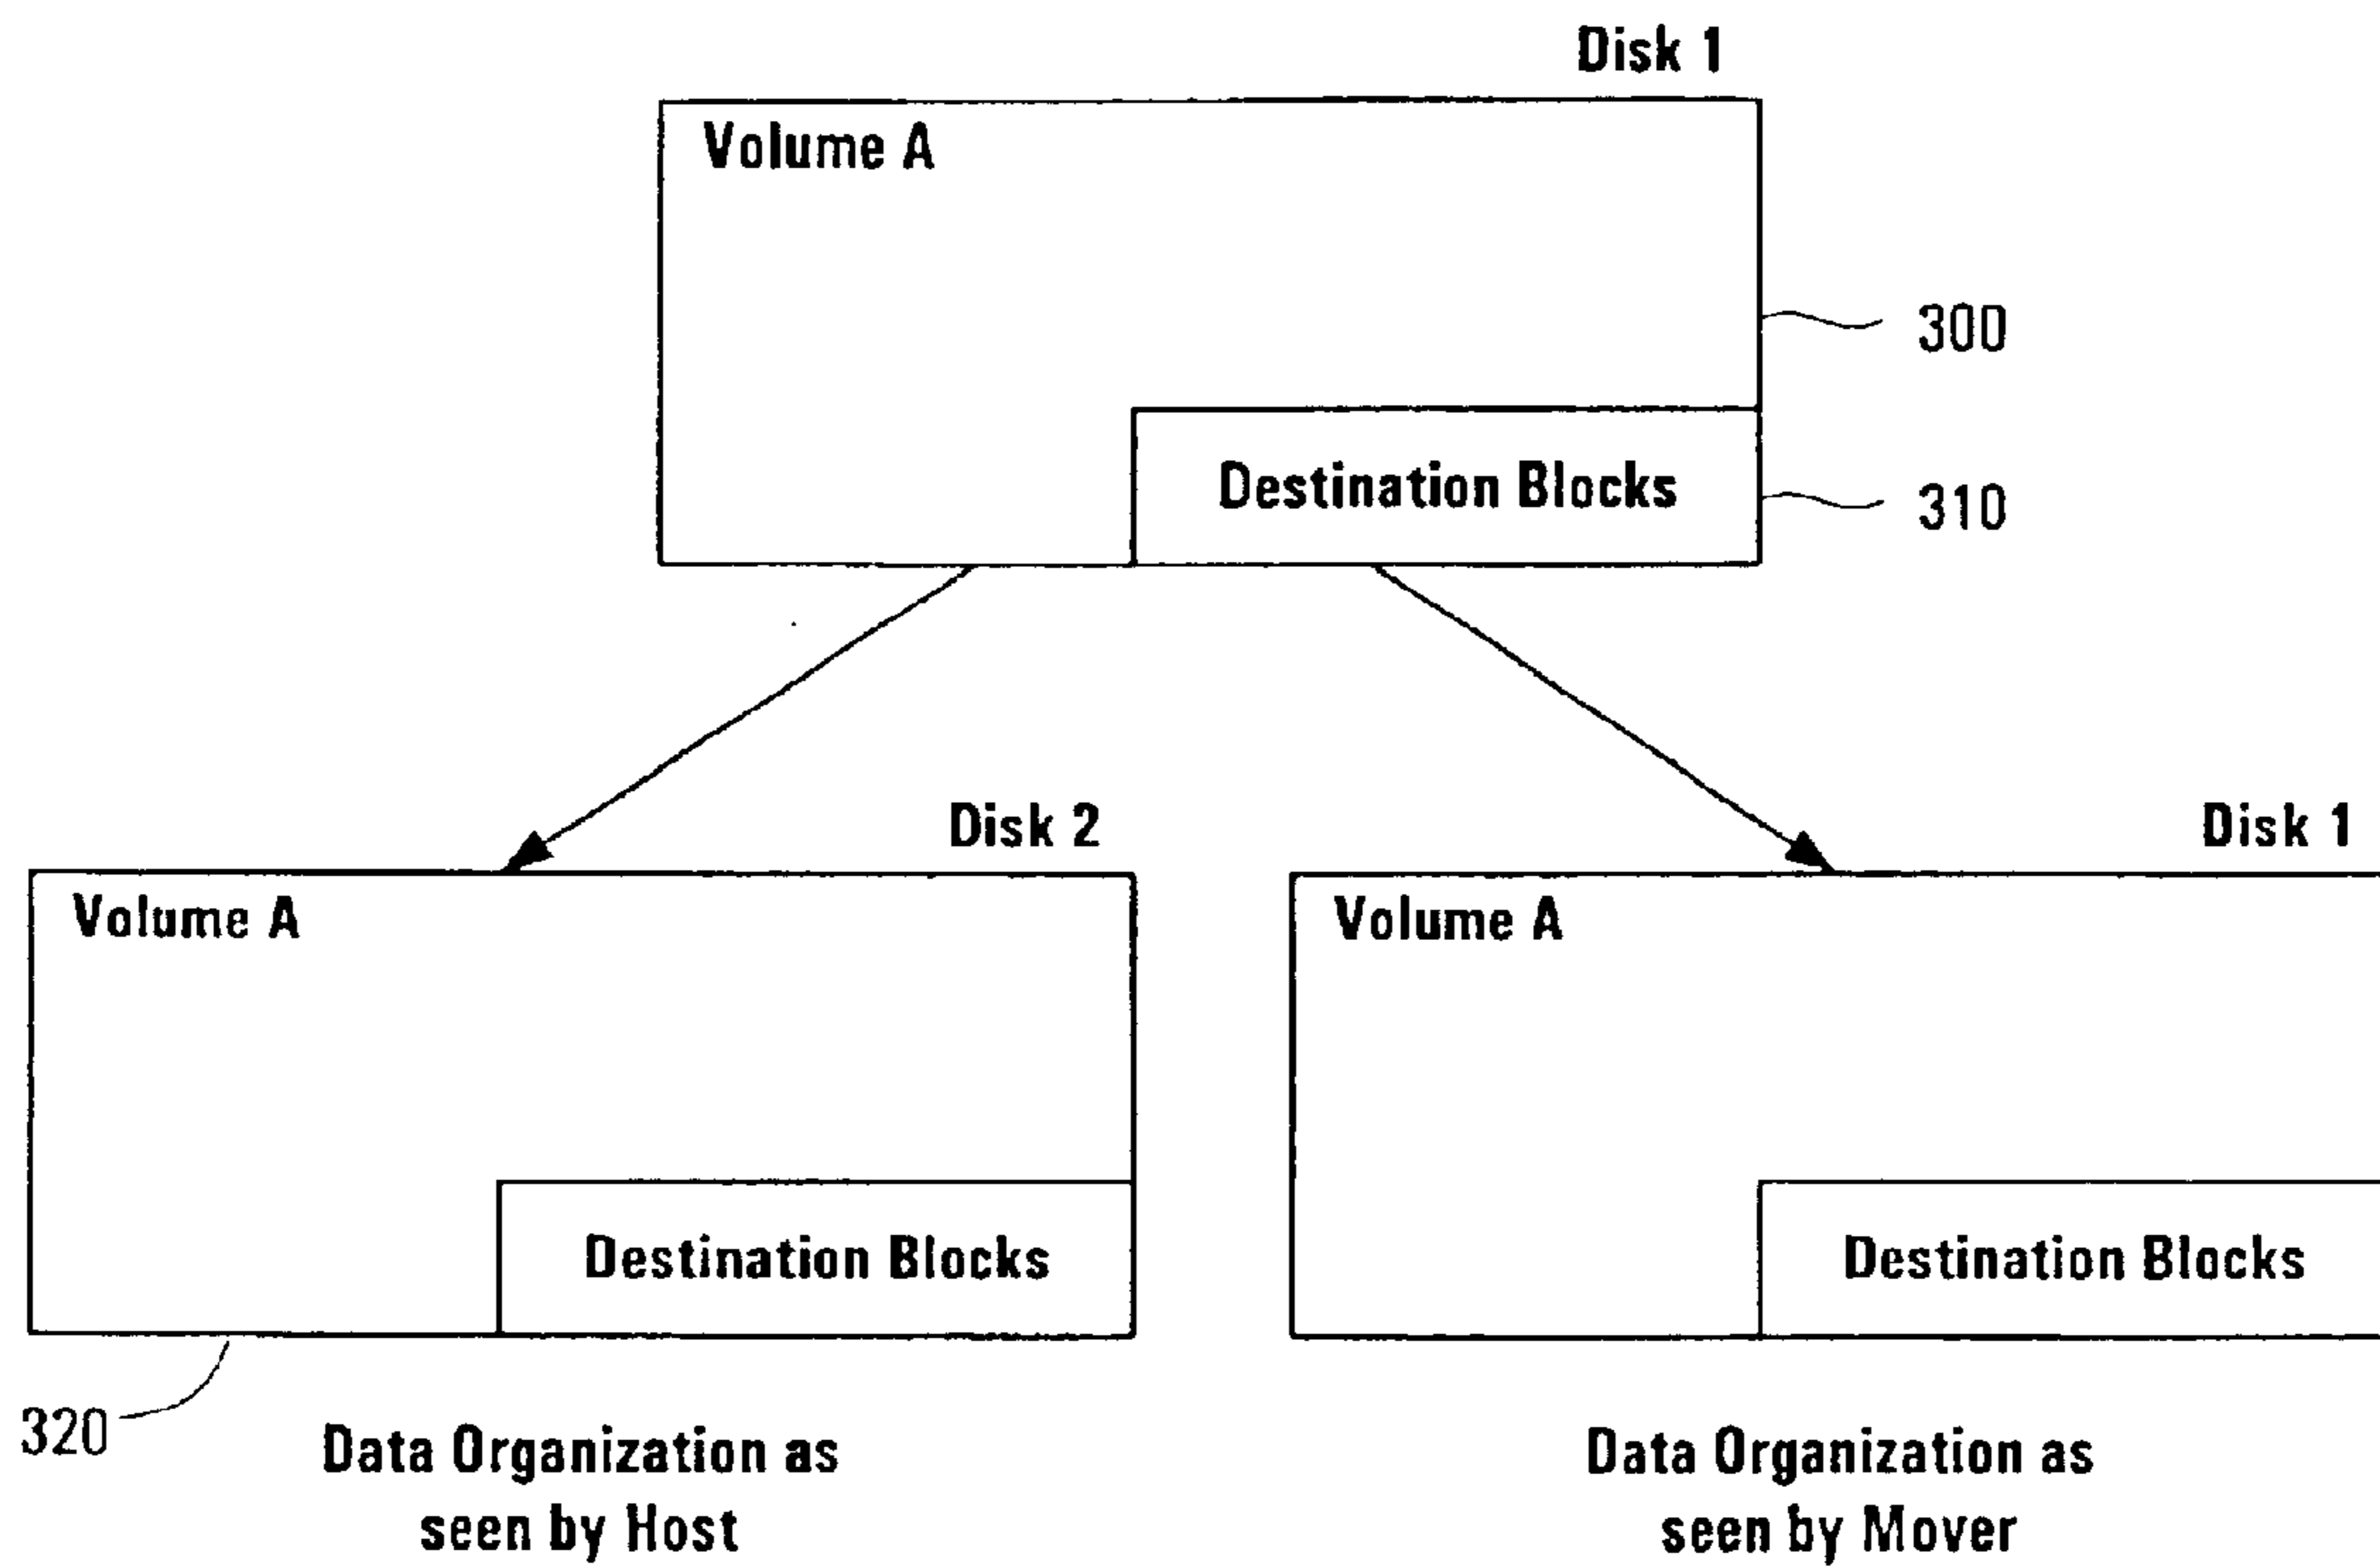 Disk 1
Volume A
300
Destination Blocks
310
Disk 2
Disk 1
Volume A
Volume A
Destination Blocks
Destination Blocks
320
Data Organization as
seen by Host
Data Organization as
seen by Mover